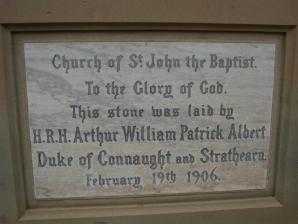 Church of St. John the Baptist.
To the Glory of God.
This stone was laid by
H.R.H. Arthur William Patrick Albert
Duke of Connaught and Strathearn.
February 19th 1906.